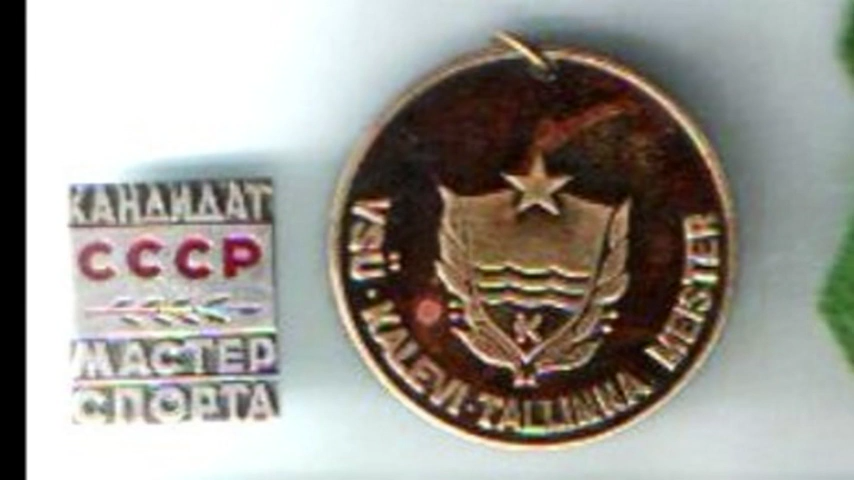 КАНДИДАТ
СССР
МАСТЕР
СПОРТА
VSÜ · KALEVI · TALLINNA MEISTER
K